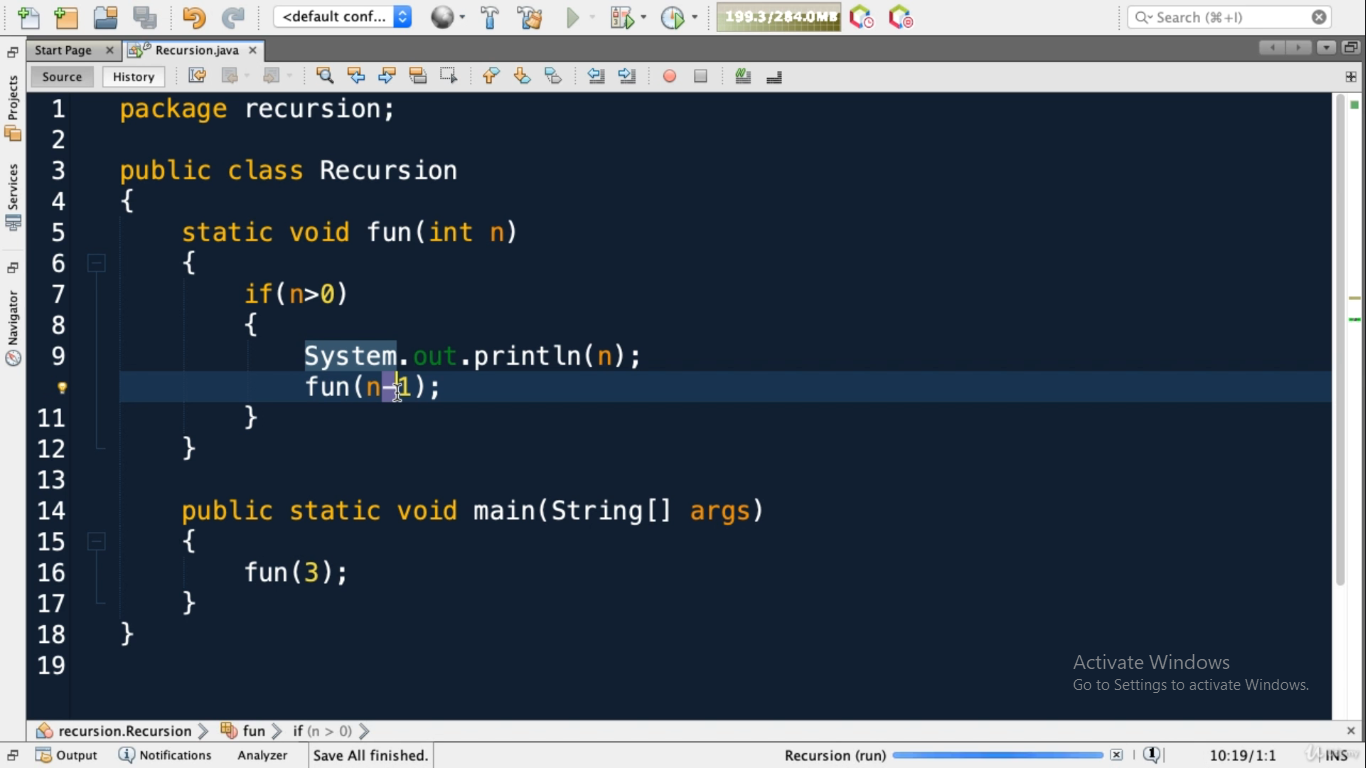 <default conf...
199.3/284.0MB
Search (⌘+I)
Start Page
Recursion.java
Source
History
Projects
Services
Navigator
1 package recursion;
2
3 public class Recursion
4 {
5 static void fun(int n)
6 {
7 if(n>0)
8 {
9 System.out.println(n);
fun(n-1);
11 }
12 }
13
14 public static void main(String[] args)
15 {
16 fun(3);
17 }
18 }
19
Activate Windows
Go to Settings to activate Windows.
recursion.Recursion
fun
if (n > 0)
Output
Notifications
Analyzer
Save All finished.
Recursion (run)
1
10:19/1:1
INS